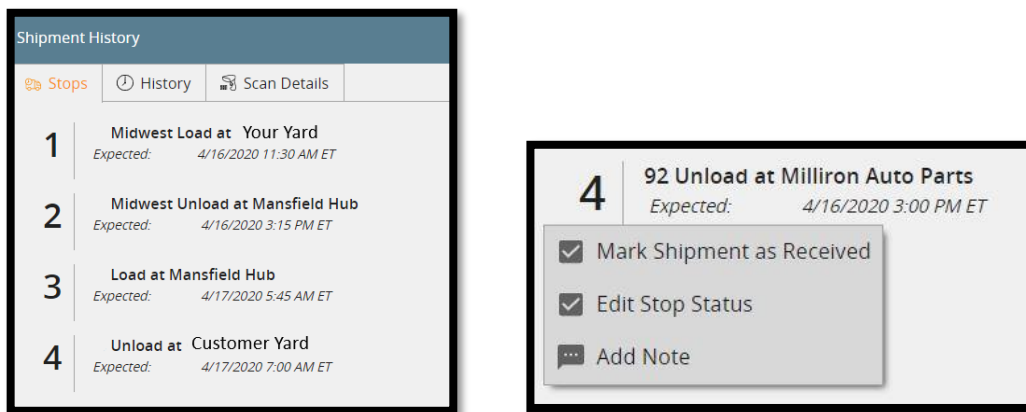 Shipment History
Stops History Scan Details
1 Midwest Load at Your Yard
Expected: 4/16/2020 11:30 AM ET
2 Midwest Unload at Mansfield Hub
Expected: 4/16/2020 3:15 PM ET
3 Load at Mansfield Hub
Expected: 4/17/2020 5:45 AM ET
4 Unload at Customer Yard
Expected: 4/17/2020 7:00 AM ET
4 92 Unload at Milliron Auto Parts
Expected: 4/16/2020 3:00 PM ET
Mark Shipment as Received
Edit Stop Status
Add Note